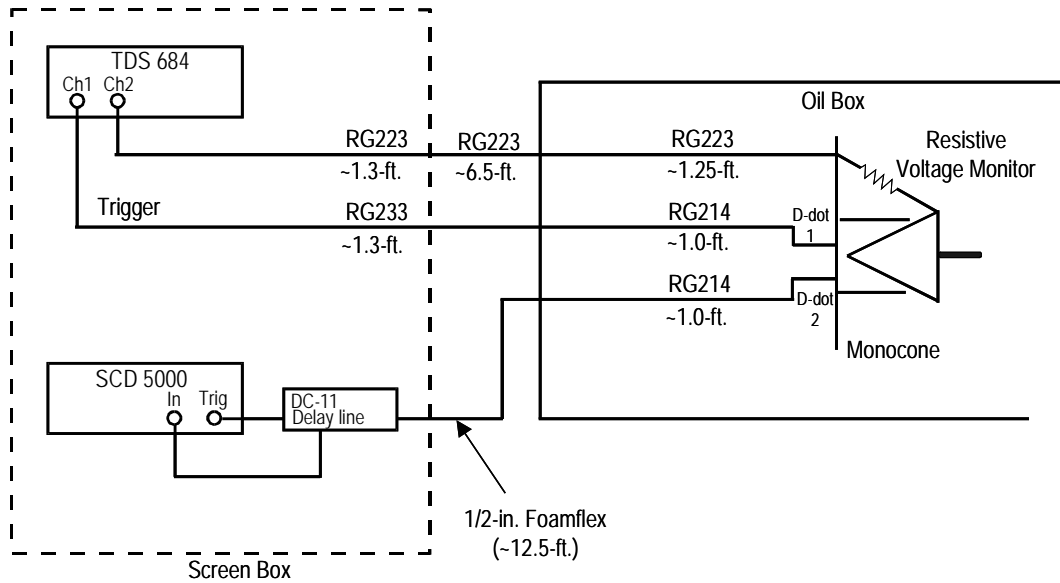 TDS 684
Ch1 Ch2
Oil Box
RG223
~1.3-ft.
RG223
~6.5-ft.
RG223
~1.25-ft.
Resistive
Voltage Monitor
Trigger
RG233
~1.3-ft.
RG214
~1.0-ft.
D-dot
1
RG214
~1.0-ft.
D-dot
2
Monocone
SCD 5000
In Trig
DC-11
Delay line
1/2-in. Foamflex
(~12.5-ft.)
Screen Box